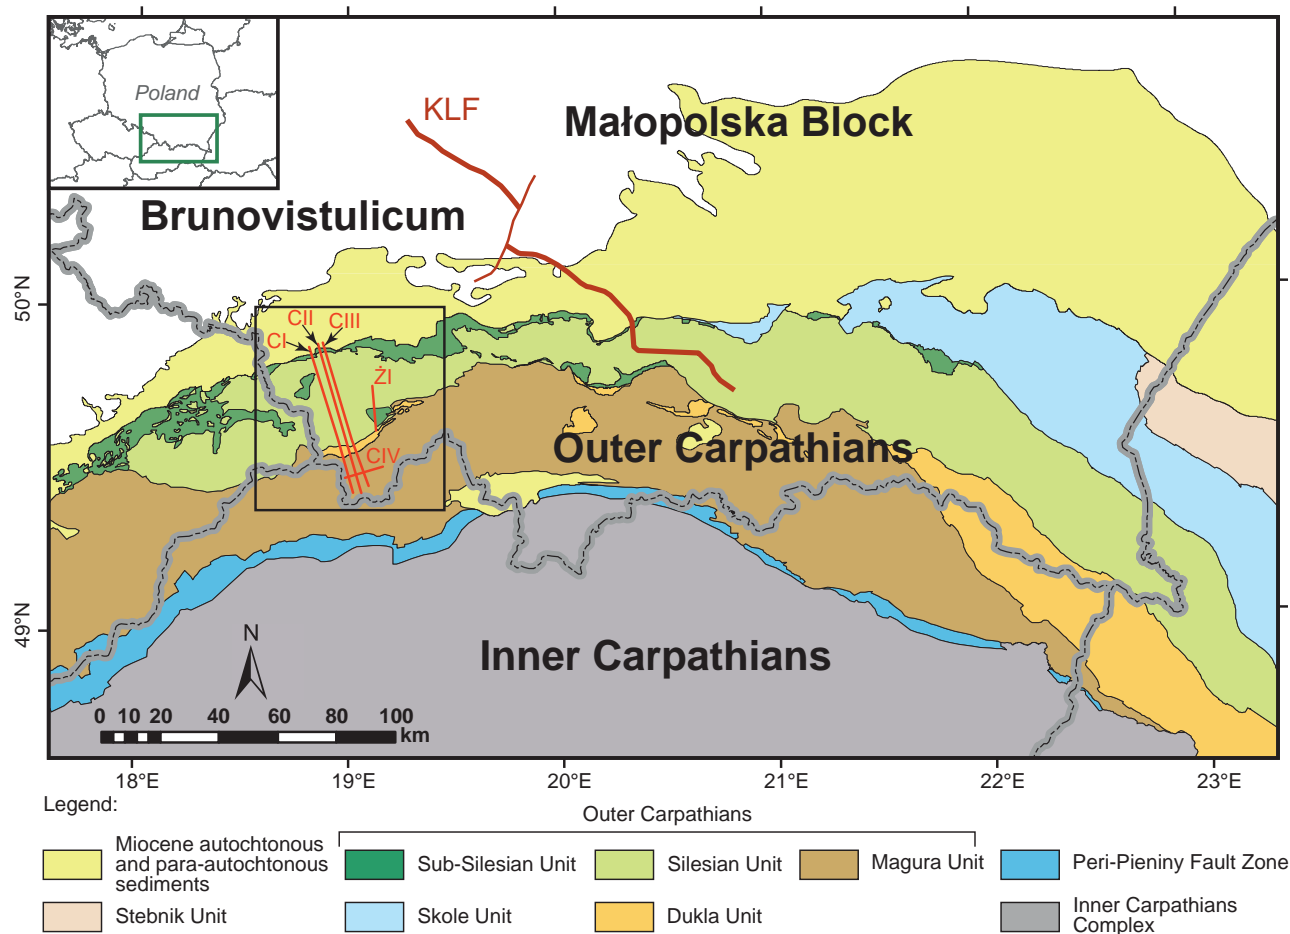 Poland
KLF
Małopolska Block
Brunovistulicum
50°N
CII
CIII
CI
ŻI
CIV
Outer Carpathians
49°N
N
Inner Carpathians
0 10 20 40 60 80 100
km
18°E 19°E 20°E 21°E 22°E 23°E
Legend:
Outer Carpathians
Miocene autochtonous
and para-autochtonous
sediments
Sub-Silesian Unit
Silesian Unit
Magura Unit
Peri-Pieniny Fault Zone
Stebnik Unit
Skole Unit
Dukla Unit
Inner Carpathians
Complex